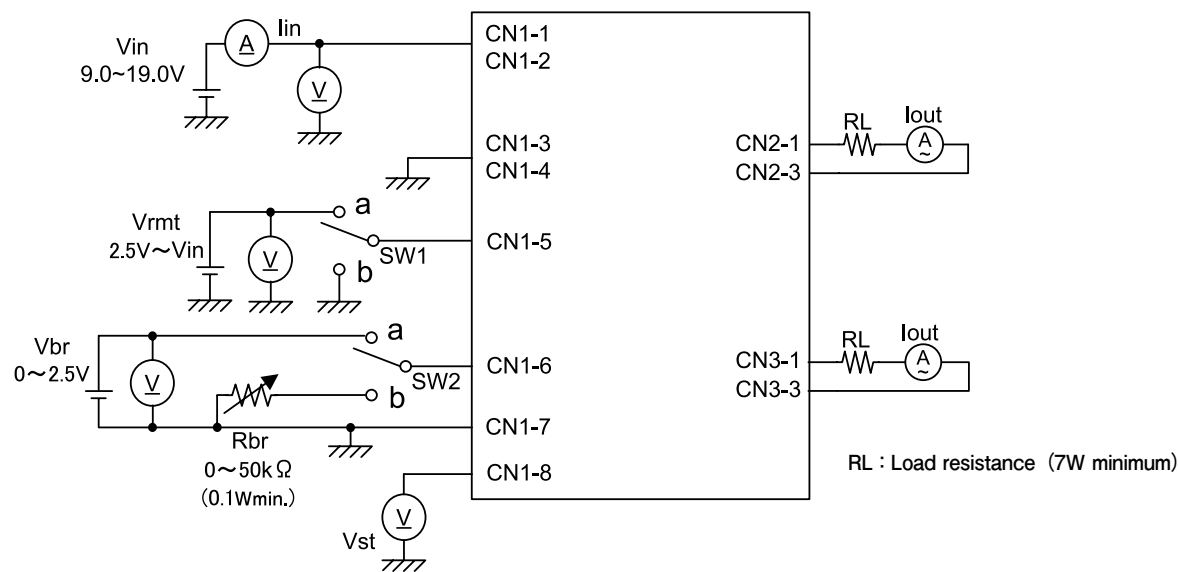 Vin
9.0~19.0V
A
Iin
V
CN1-1
CN1-2
CN1-3
CN1-4
Vrmt
2.5V～Vin
V
a
SW1
b
CN1-5
Vbr
0～2.5V
V
a
SW2
b
CN1-6
Rbr
0～50kΩ
(0.1Wmin.)
CN1-7
CN1-8
V
Vst
CN2-1
CN2-3
RL
Iout
A
~
CN3-1
CN3-3
RL
Iout
A
~
RL：Load resistance（7W minimum）